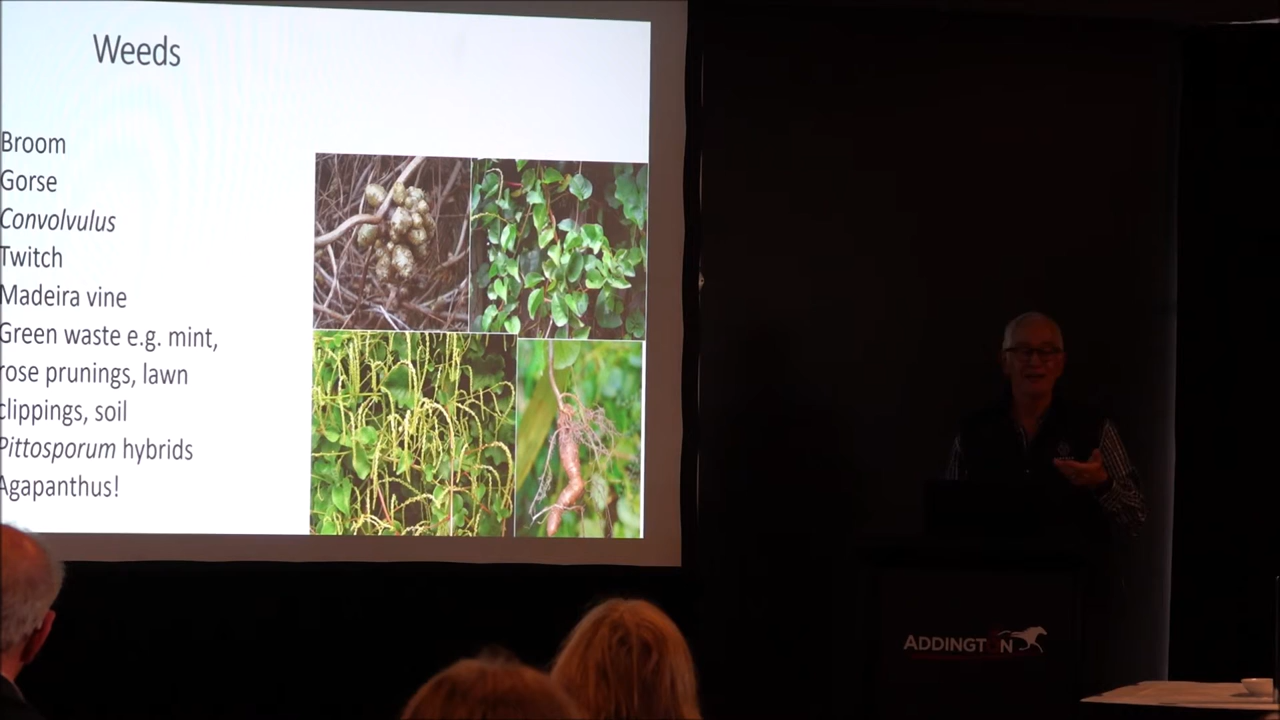 Weeds
Broom
Gorse
Convolvulus
Twitch
Madeira vine
Green waste e.g. mint,
rose prunings, lawn
clippings, soil
Pittosporum hybrids
Agapanthus!
ADDINGTON